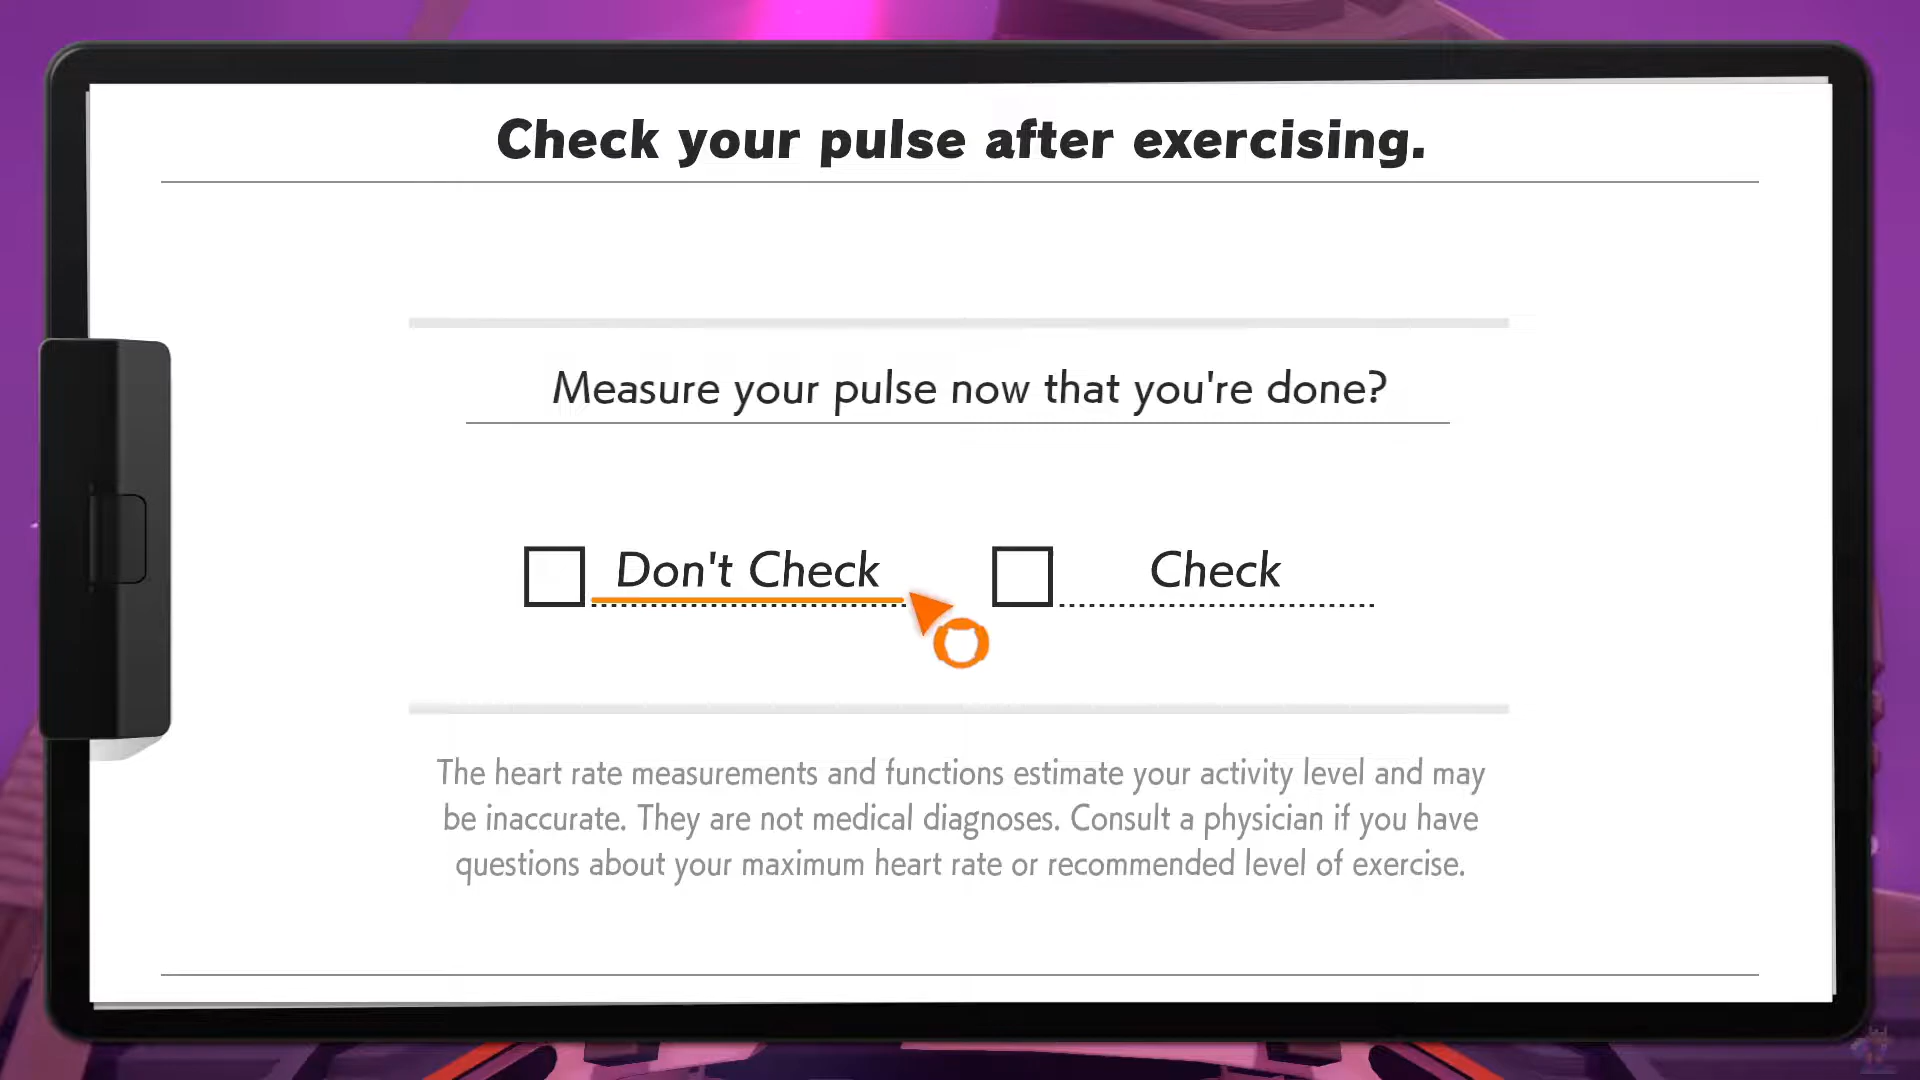 Check your pulse after exercising.
Measure your pulse now that you're done?
Don't Check
Check
The heart rate measurements and functions estimate your activity level and may
be inaccurate. They are not medical diagnoses. Consult a physician if you have
questions about your maximum heart rate or recommended level of exercise.